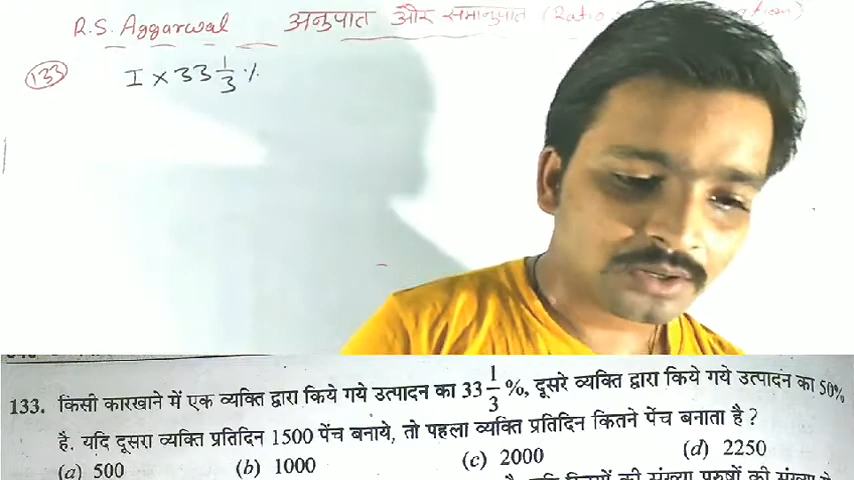 R.S. Aggarwal अनुपात और समानुपात (Ratio
133 I × 33 1/3 %
133. किसी कारखाने में एक व्यक्ति द्वारा किये गये उत्पादन का 33 1/3 %, दूसरे व्यक्ति द्वारा किये गये उत्पादन का 50%
है. यदि दूसरा व्यक्ति प्रतिदिन 1500 पेंच बनाये, तो पहला व्यक्ति प्रतिदिन कितने पेंच बनाता है ?
(a) 500 (b) 1000 (c) 2000 (d) 2250
की संख्या पुरुषों की संख्या